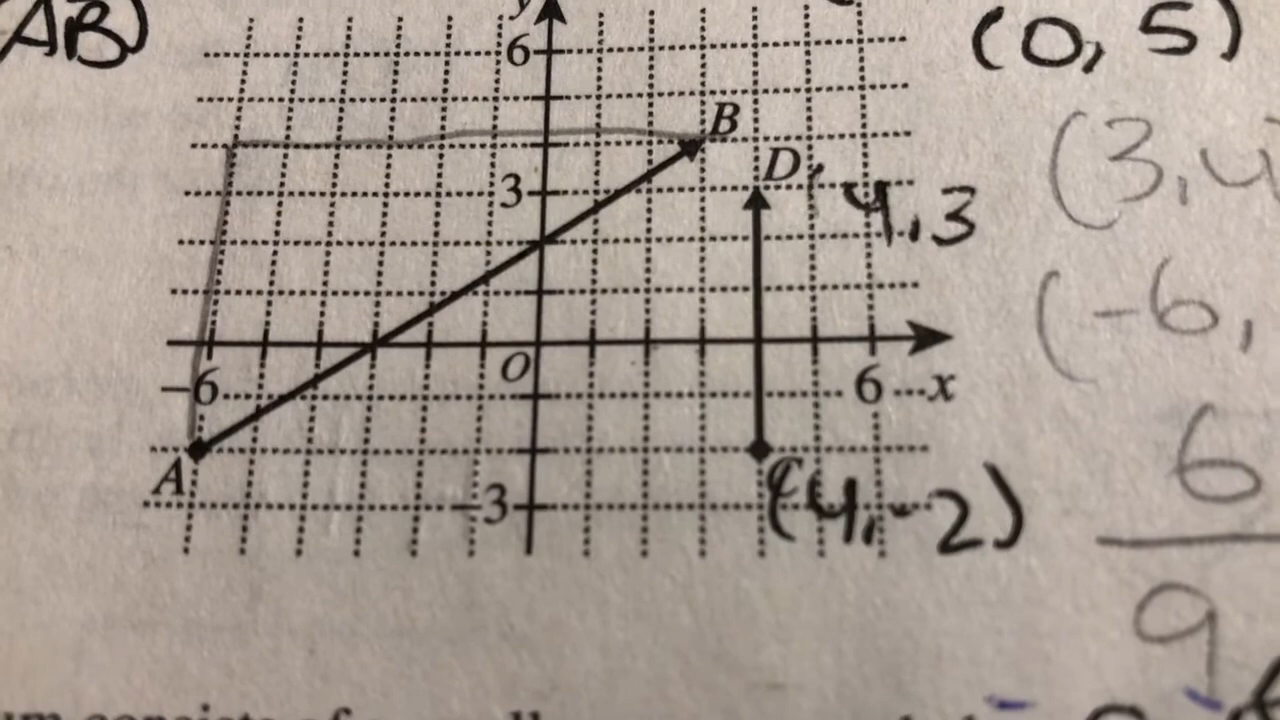 AB)
(0, 5)
y
6
(3, 4
B
3
D
4, 3
(-6,
O
-6
6
x
6
A
-3
(4, -2)
9